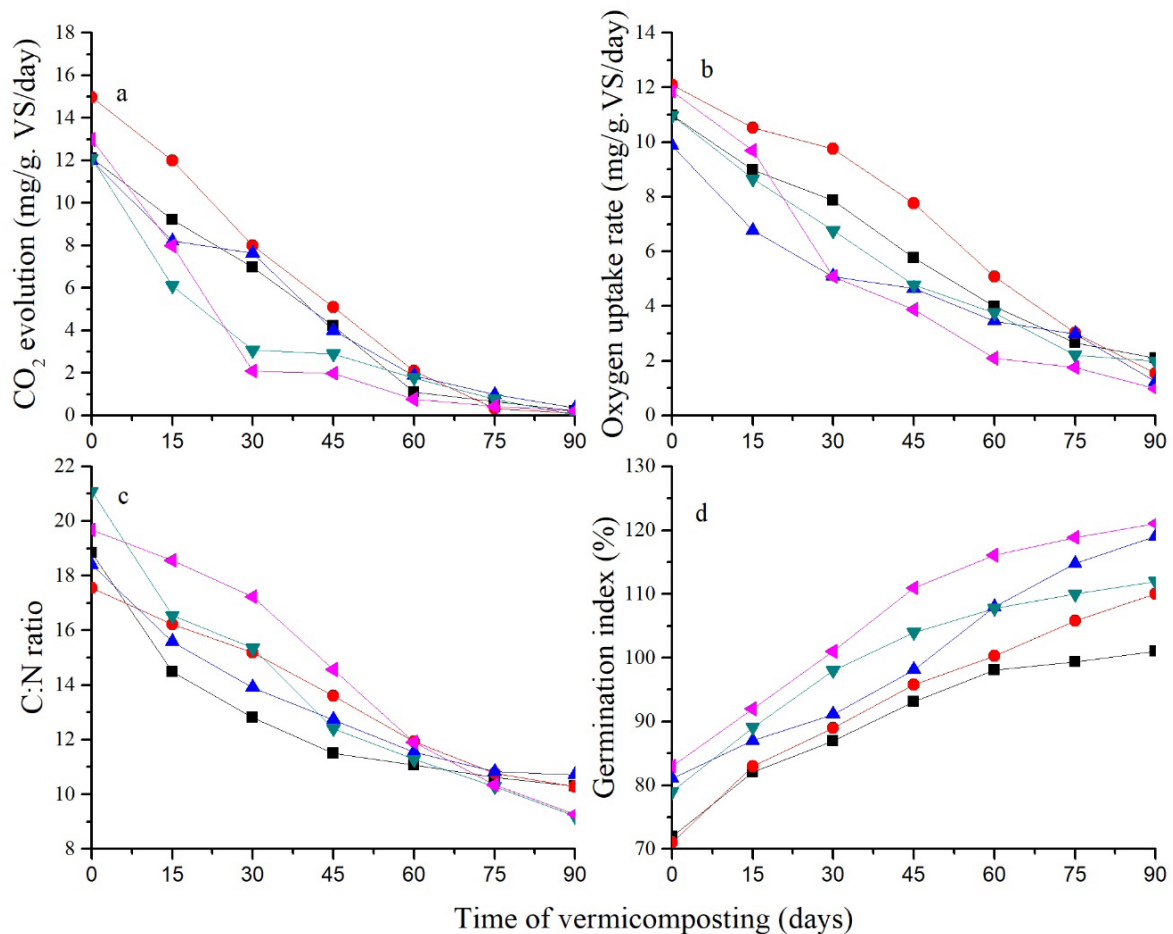 a
CO2 evolution (mg/g. VS/day)
18
16
14
12
10
8
6
4
2
0
0 15 30 45 60 75 90
b
Oxygen uptake rate (mg/g.VS/day)
14
12
10
8
6
4
2
0
0 15 30 45 60 75 90
c
C:N ratio
22
20
18
16
14
12
10
8
0 15 30 45 60 75 90
d
Germination index (%)
130
120
110
100
90
80
70
0 15 30 45 60 75 90
Time of vermicomposting (days)